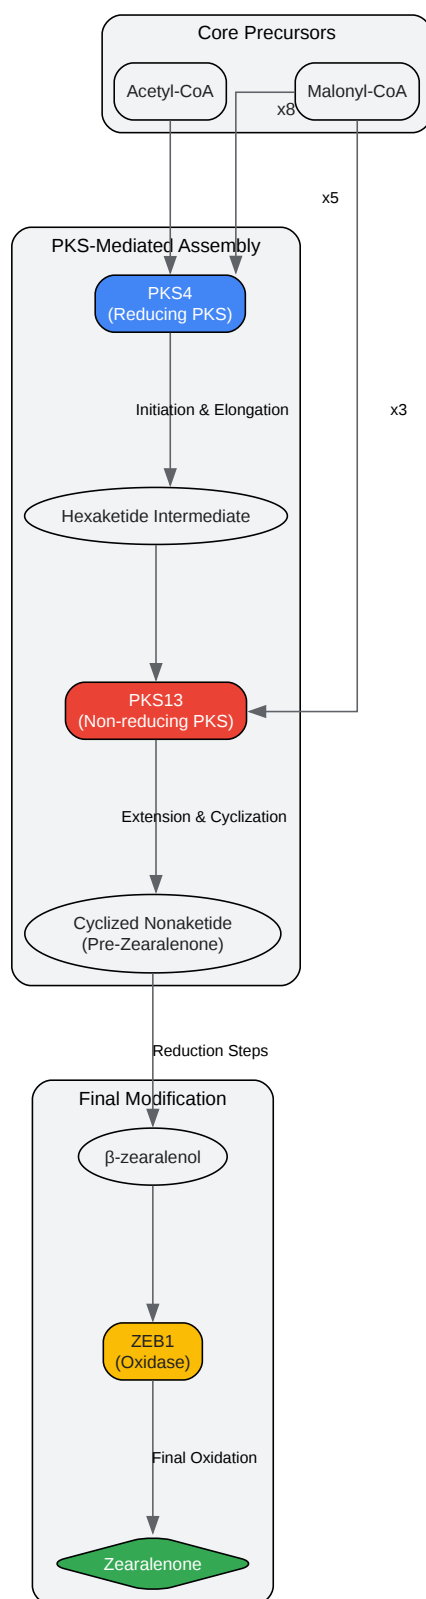 Core Precursors
Acetyl-CoA
Malonyl-CoA
x8
x5
PKS-Mediated Assembly
PKS4
(Reducing PKS)
Initiation & Elongation
x3
Hexaketide Intermediate
PKS13
(Non-reducing PKS)
Extension & Cyclization
Cyclized Nonaketide
(Pre-Zearalenone)
Reduction Steps
Final Modification
β-zearalenol
ZEB1
(Oxidase)
Final Oxidation
Zearalenone